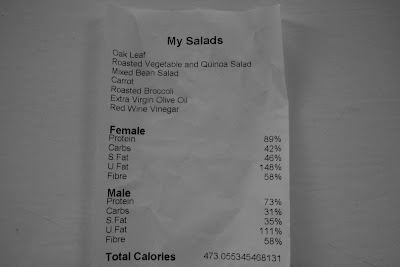 My Salads
Oak Leaf
Roasted Vegetable and Quinoa Salad
Mixed Bean Salad
Carrot
Roasted Broccoli
Extra Virgin Olive Oil
Red Wine Vinegar
Female
Protein 89%
Carbs 42%
S.Fat 46%
U.Fat 148%
Fibre 58%
Male
Protein 73%
Carbs 31%
S.Fat 35%
U.Fat 111%
Fibre 58%
Total Calories 473.055345468131